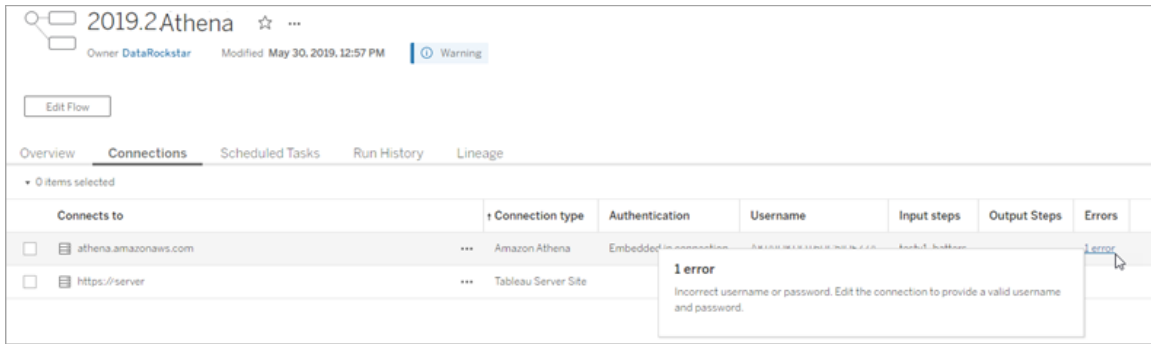 2019.2 Athena
Owner DataRockstar Modified May 30, 2019, 12:57 PM Warning
Edit Flow
Overview Connections Scheduled Tasks Run History Lineage
0 items selected
Connects to ↑ Connection type Authentication Username Input steps Output Steps Errors
athena.amazonaws.com Amazon Athena Embedded in connection 1 error
https://server Tableau Server Site
1 error
Incorrect username or password. Edit the connection to provide a valid username
and password.